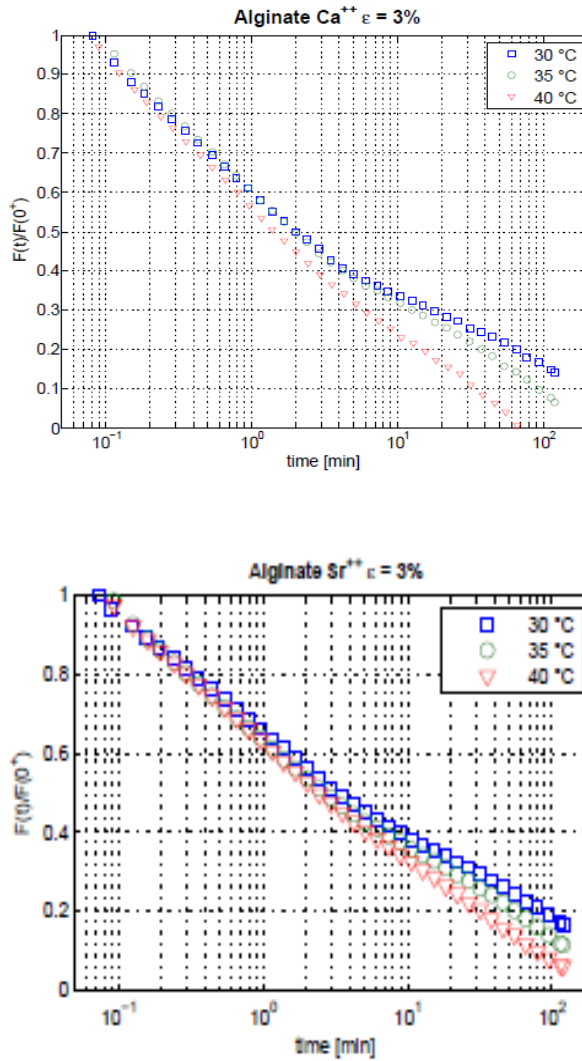 Alginate Ca⁺⁺ ε = 3%
1
0.9
0.8
0.7
0.6
0.5
0.4
0.3
0.2
0.1
0
F(t)/F(0⁺)
30 °C
35 °C
40 °C
10⁻¹ 10⁰ 10¹ 10²
time [min]
Alginate Sr⁺⁺ ε = 3%
1
0.8
0.6
0.4
0.2
0
F(t)/F(0⁺)
30 °C
35 °C
40 °C
10⁻¹ 10⁰ 10¹ 10²
time [min]